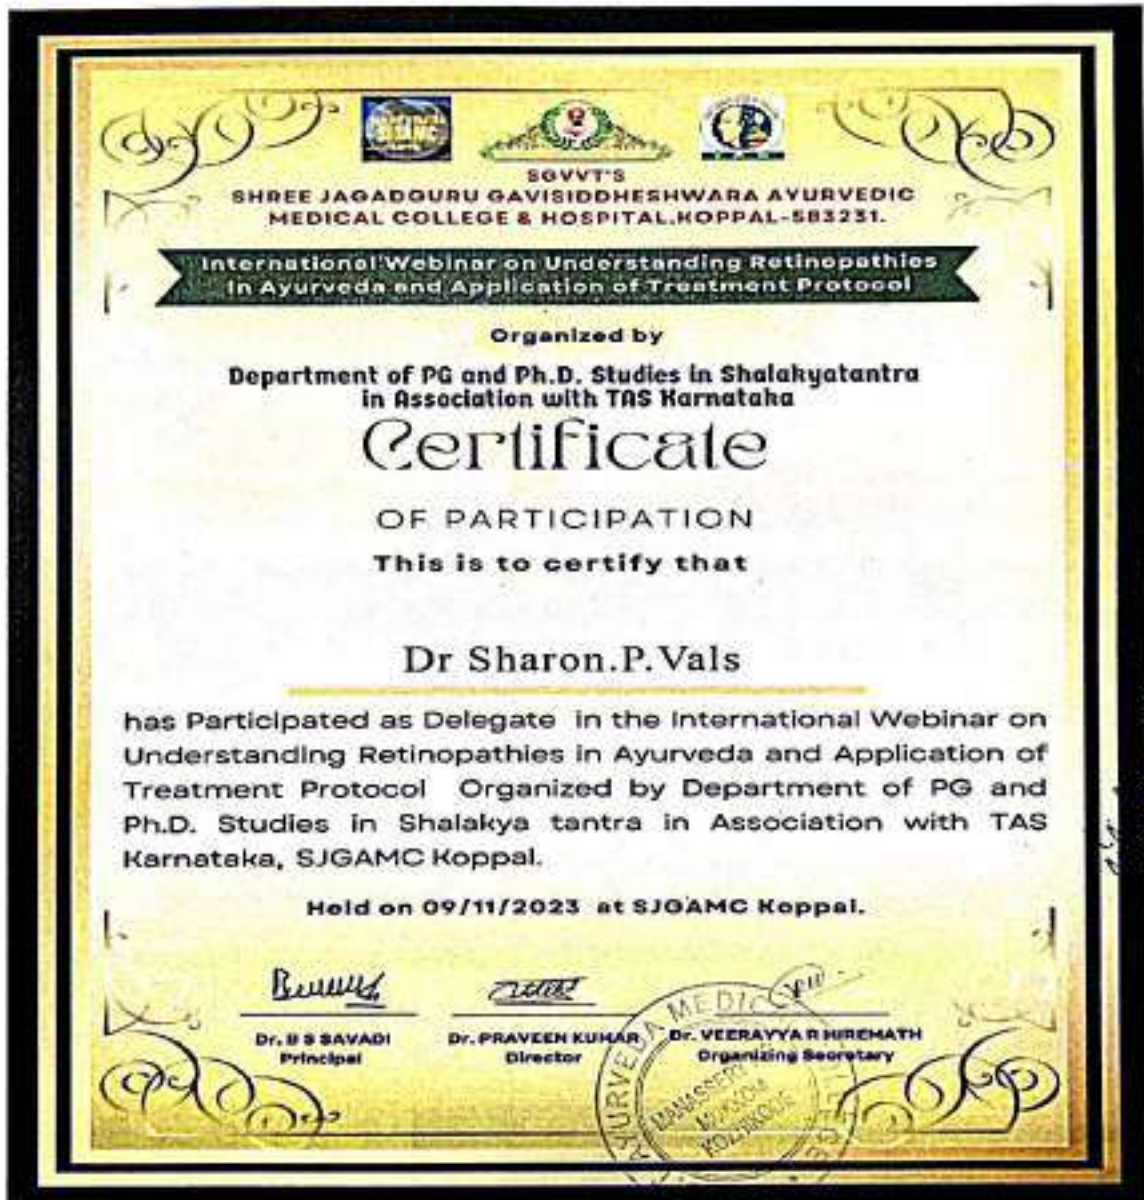 SJGAMC
SGVVT'S
SHREE JAGADGURU GAVISIDDHESHWARA AYURVEDIC
MEDICAL COLLEGE & HOSPITAL.KOPPAL-583231.
International Webinar on Understanding Retinopathies
in Ayurveda and Application of Treatment Protocol
Organized by
Department of PG and Ph.D. Studies in Shalakyatantra
in Association with TAS Karnataka
Certificate
OF PARTICIPATION
This is to certify that
Dr Sharon.P.Vals
has Participated as Delegate in the International Webinar on
Understanding Retinopathies in Ayurveda and Application of
Treatment Protocol Organized by Department of PG and
Ph.D. Studies in Shalakya tantra in Association with TAS
Karnataka, SJGAMC Koppal.
Held on 09/11/2023 at SJGAMC Koppal.
Dr. B S SAVADI
Principal
Dr. PRAVEEN KUMAR
Director
Dr. VEERAYYA R HIREMATH
Organizing Secretary
AYURVEDA MEDIC
MANASSERY
KOZHIKODE